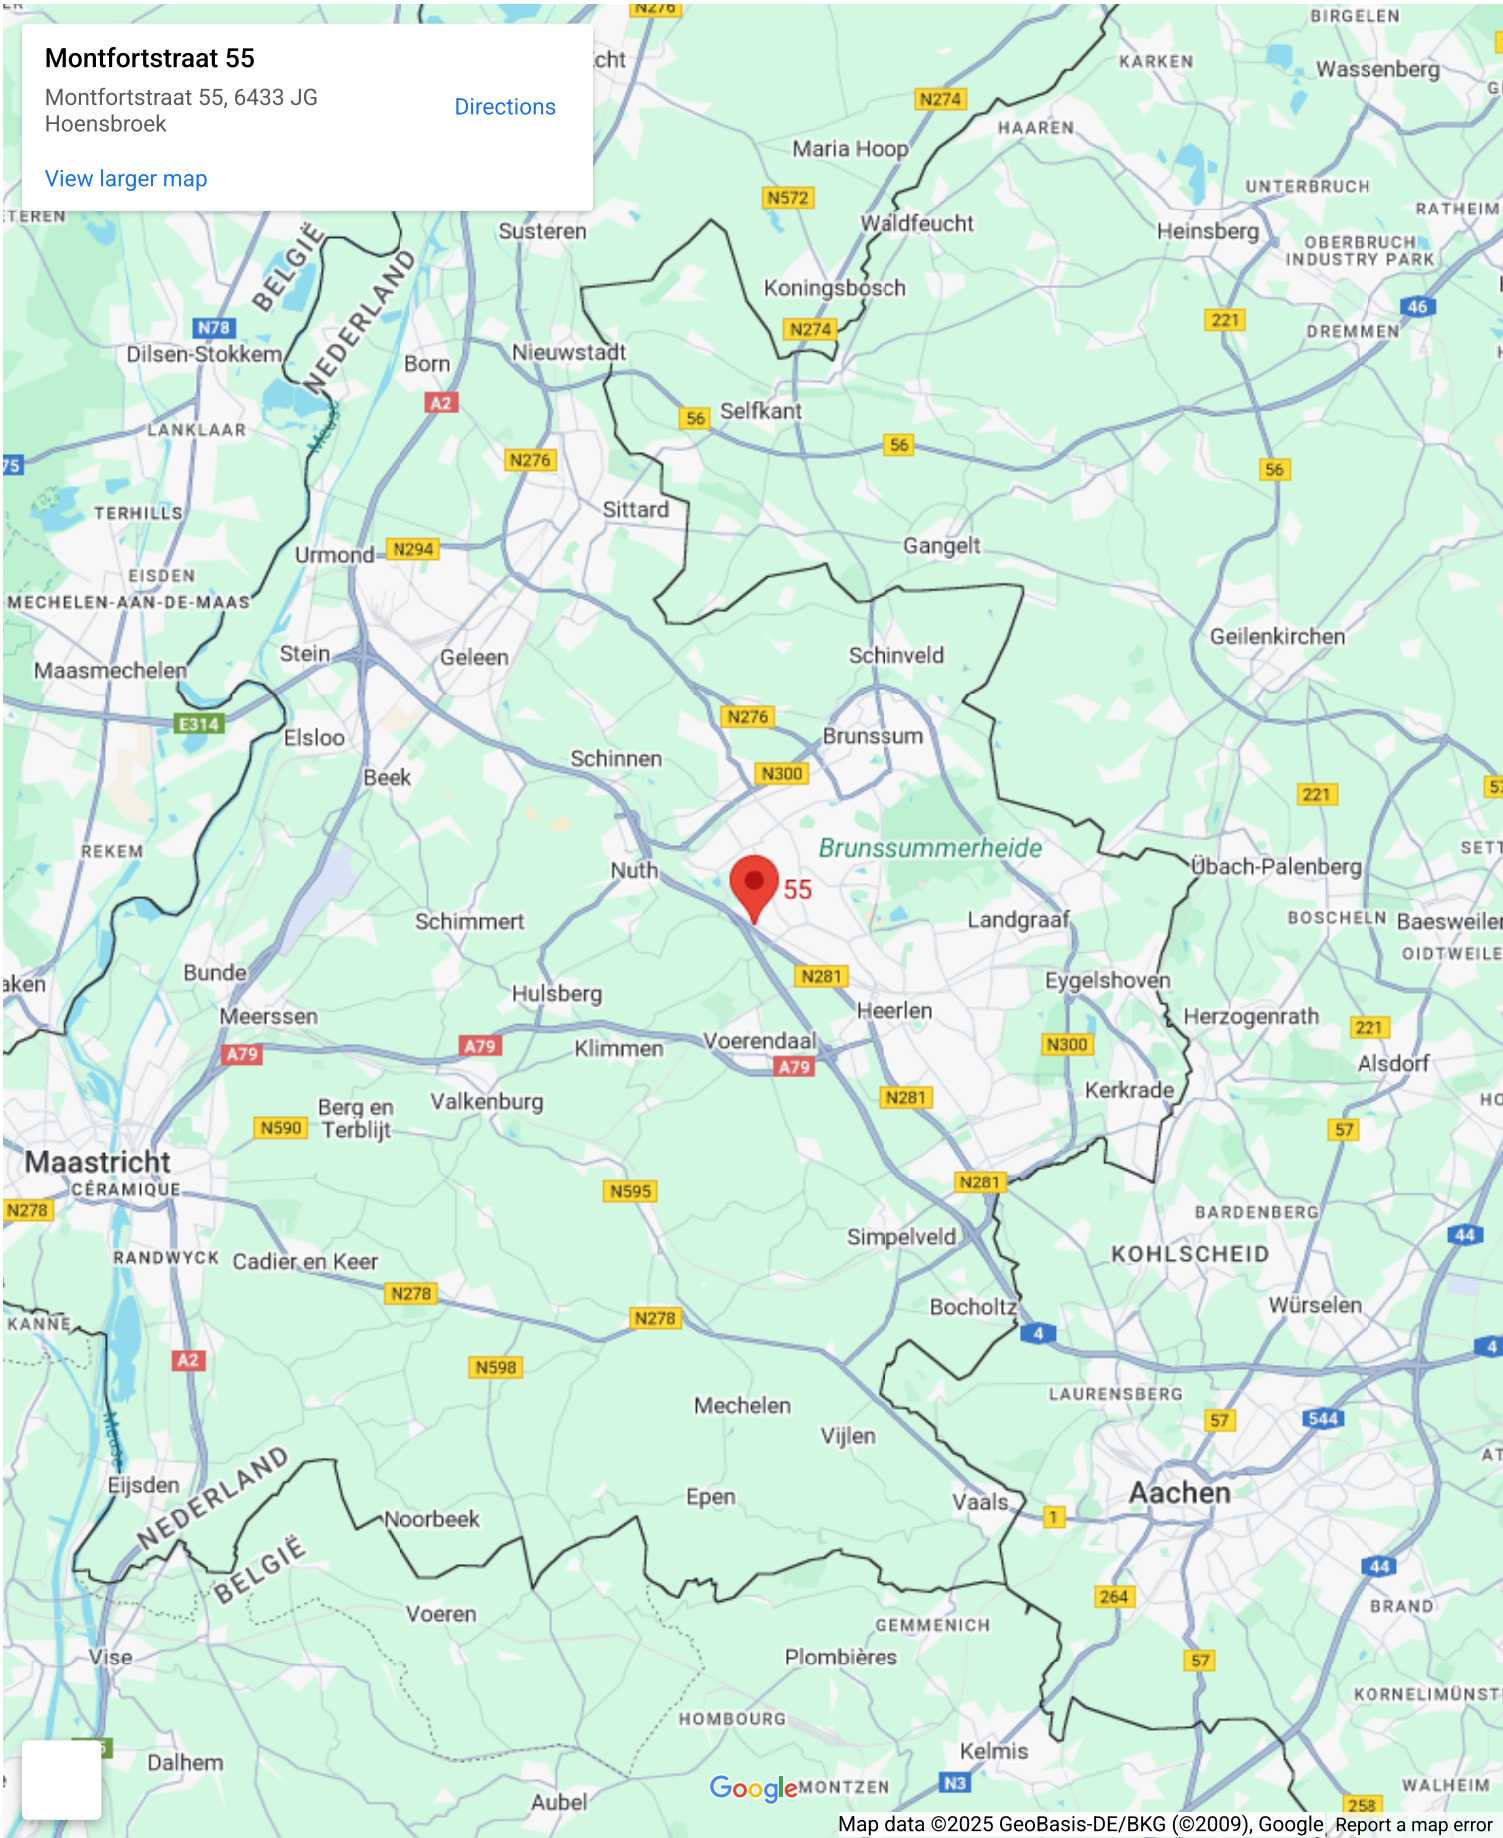 Montfortstraat 55
Montfortstraat 55, 6433 JG
Hoensbroek
Directions
View larger map
N276
BIRGELEN
KARKEN
Wassenberg
N274
HAAREN
Maria Hoop
N572
UNTERBRUCH
RATHEIM
Susteren
Waldfeucht
Heinsberg
OBERBRUCH
INDUSTRY PARK
BELGIË
NEDERLAND
Koningsbosch
N274
46
221
N78
DREMMEN
Dilsen-Stokkem
Nieuwstadt
Born
A2
Selfkant
56
LANKLAAR
Meuse
56
N276
56
75
TERHILLS
Sittard
Urmond
N294
Gangelt
EISDEN
MECHELEN-AAN-DE-MAAS
Geilenkirchen
Stein
Geleen
Schinveld
Maasmechelen
E314
N276
Elsloo
Brunssum
Schinnen
N300
Beek
221
REKEM
Brunssummerheide
Nuth
Übach-Palenberg
55
Schimmert
Landgraaf
BOSCHELN
Baesweiler
OIDTWEILE
Bunde
N281
Eygelshoven
Hulsberg
Heerlen
Meerssen
Herzogenrath
221
A79
A79
Klimmen
Voerendaal
N300
A79
Alsdorf
Kerkrade
N281
Valkenburg
Berg en
Terblijt
N590
57
Maastricht
CÉRAMIQUE
N595
N281
N278
BARDENBERG
Simpelveld
44
RANDWYCK
Cadier en Keer
KOHLSCHEID
N278
Bocholtz
Würselen
KANNE
N278
4
4
A2
N598
LAURENSBERG
Mechelen
57
544
Vijlen
Meuse
Eijsden
NEDERLAND
Epen
Vaals
Aachen
Noorbeek
1
BELGIË
44
264
Voeren
GEMMENICH
BRAND
Vise
Plombières
57
KORNELIMÜNST
HOMBOURG
Kelmis
Dalhem
N3
Google
MONTZEN
WALHEIM
Aubel
258
Map data ©2025 GeoBasis-DE/BKG (©2009), Google
Report a map error